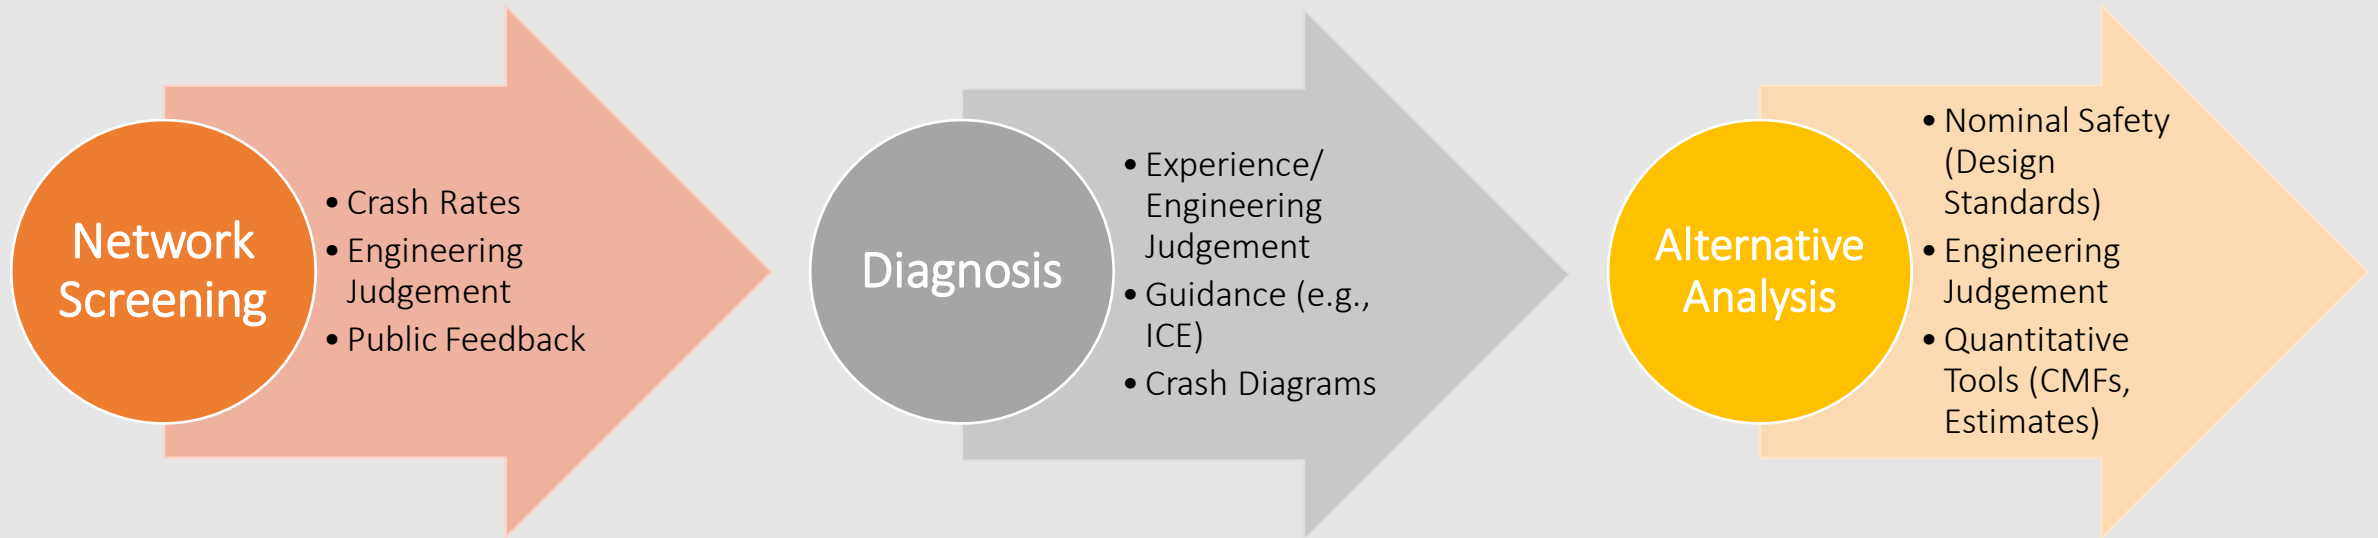 Network
Screening
• Crash Rates
• Engineering
Judgement
• Public Feedback
Diagnosis
• Experience/
Engineering
Judgement
• Guidance (e.g.,
ICE)
• Crash Diagrams
Alternative
Analysis
• Nominal Safety
(Design
Standards)
• Engineering
Judgement
• Quantitative
Tools (CMFs,
Estimates)